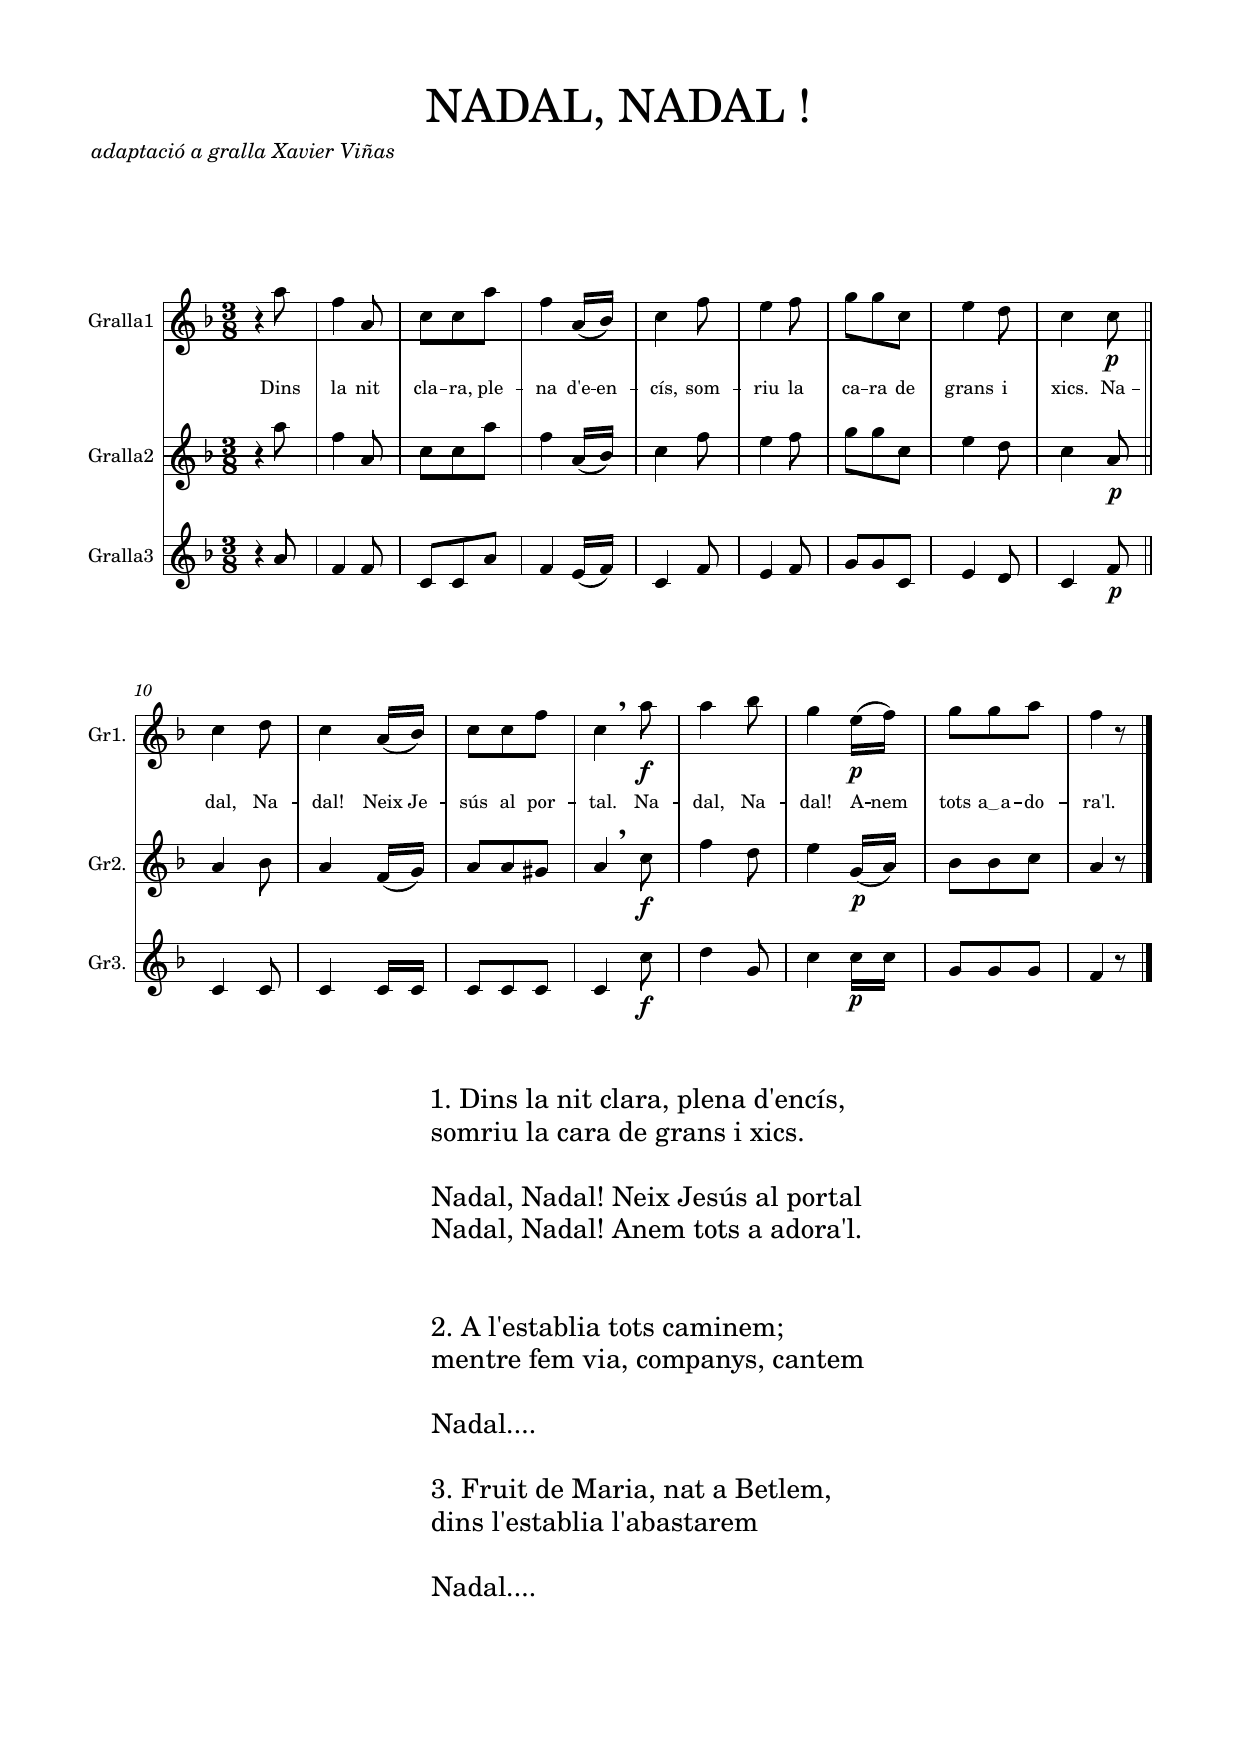 NADAL, NADAL !
adaptació a gralla Xavier Viñas
Gralla1
Dins la nit cla – ra, ple – na d'e-en – cís, som – riu la ca – ra de grans i xics. Na –
Gralla2
Gralla3
p
p
p
10
Gr1.
f p
dal, Na – dal! Neix Je – sús al por – tal. Na – dal, Na – dal! A – nem tots a_a – do – ra'l.
Gr2.
f p
Gr3.
f p
1. Dins la nit clara, plena d'encís,
somriu la cara de grans i xics.
Nadal, Nadal! Neix Jesús al portal
Nadal, Nadal! Anem tots a adora'l.
2. A l'establia tots caminem;
mentre fem via, companys, cantem
Nadal....
3. Fruit de Maria, nat a Betlem,
dins l'establia l'abastarem
Nadal....